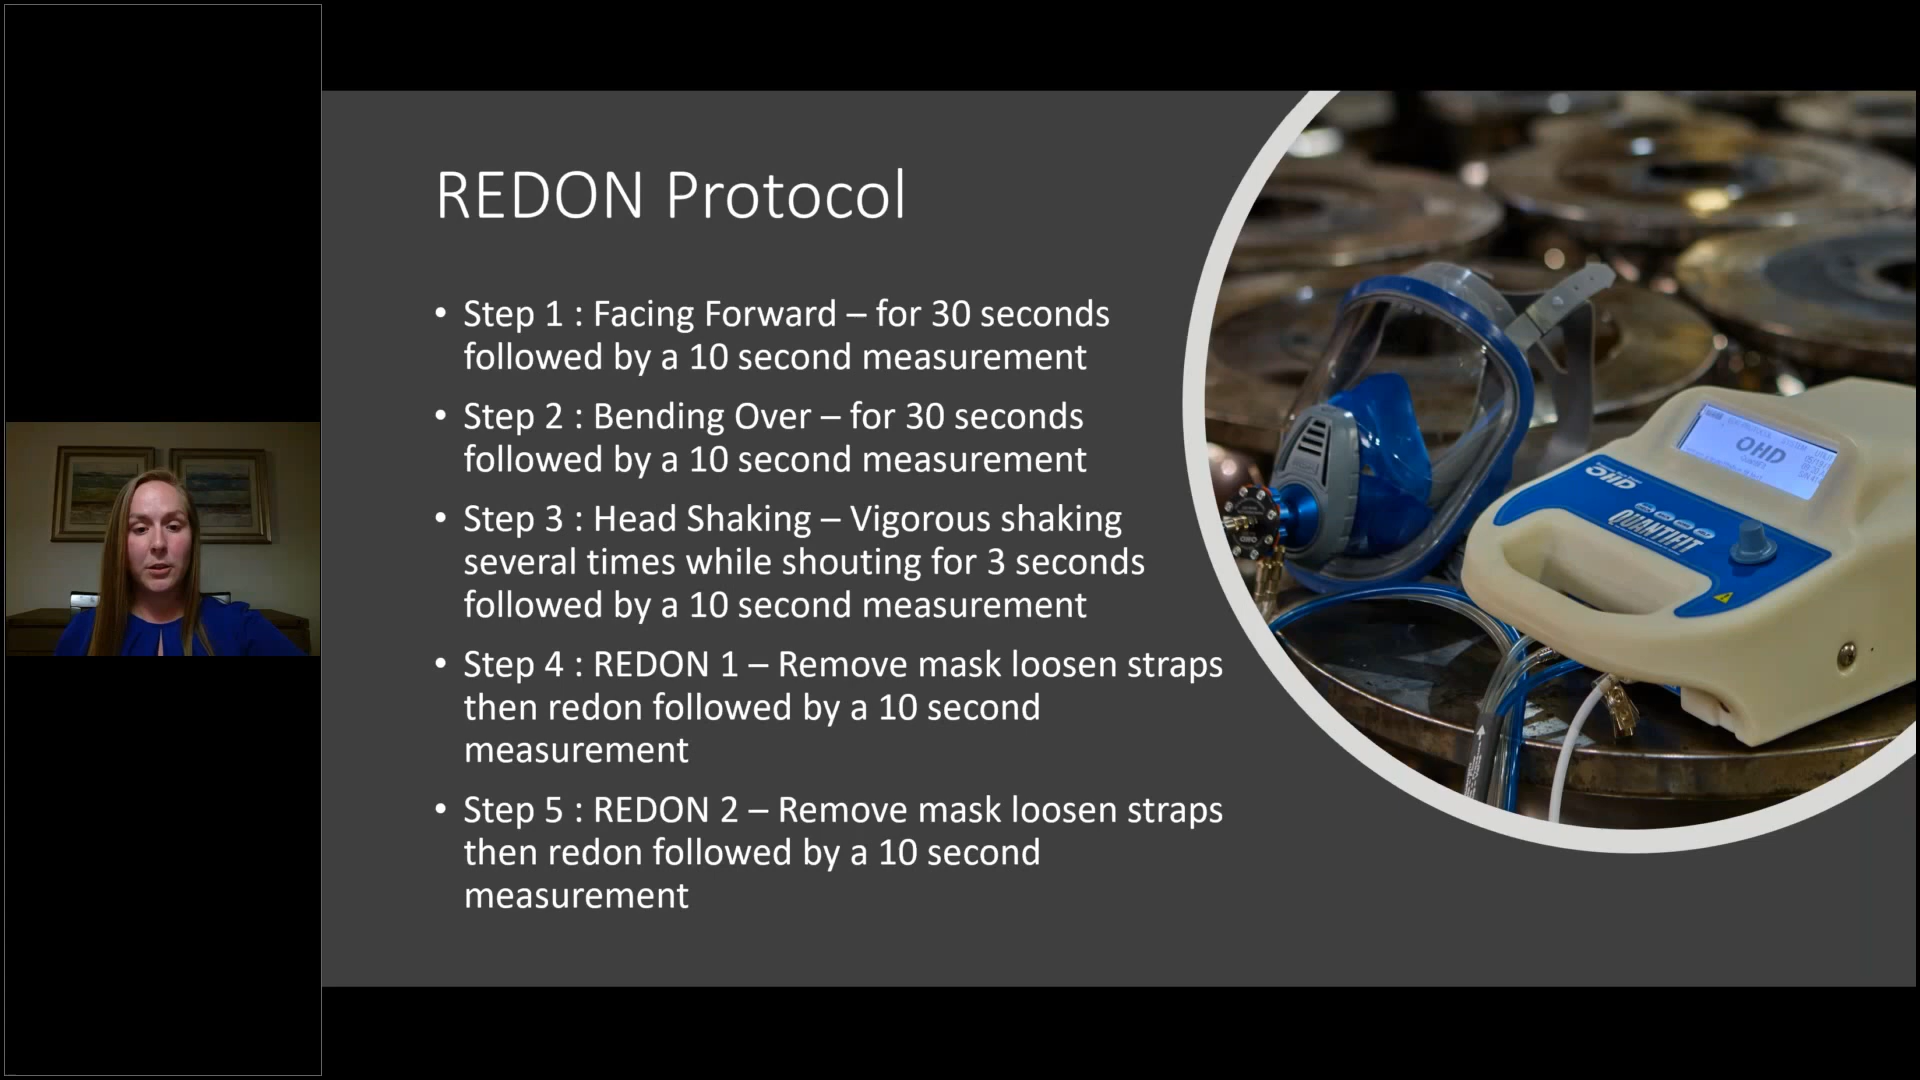 REDON Protocol
• Step 1 : Facing Forward – for 30 seconds
followed by a 10 second measurement
• Step 2 : Bending Over – for 30 seconds
followed by a 10 second measurement
• Step 3 : Head Shaking – Vigorous shaking
several times while shouting for 3 seconds
followed by a 10 second measurement
• Step 4 : REDON 1 – Remove mask loosen straps
then redon followed by a 10 second
measurement
• Step 5 : REDON 2 – Remove mask loosen straps
then redon followed by a 10 second
measurement
OHD
OHD
QUANTIFIT